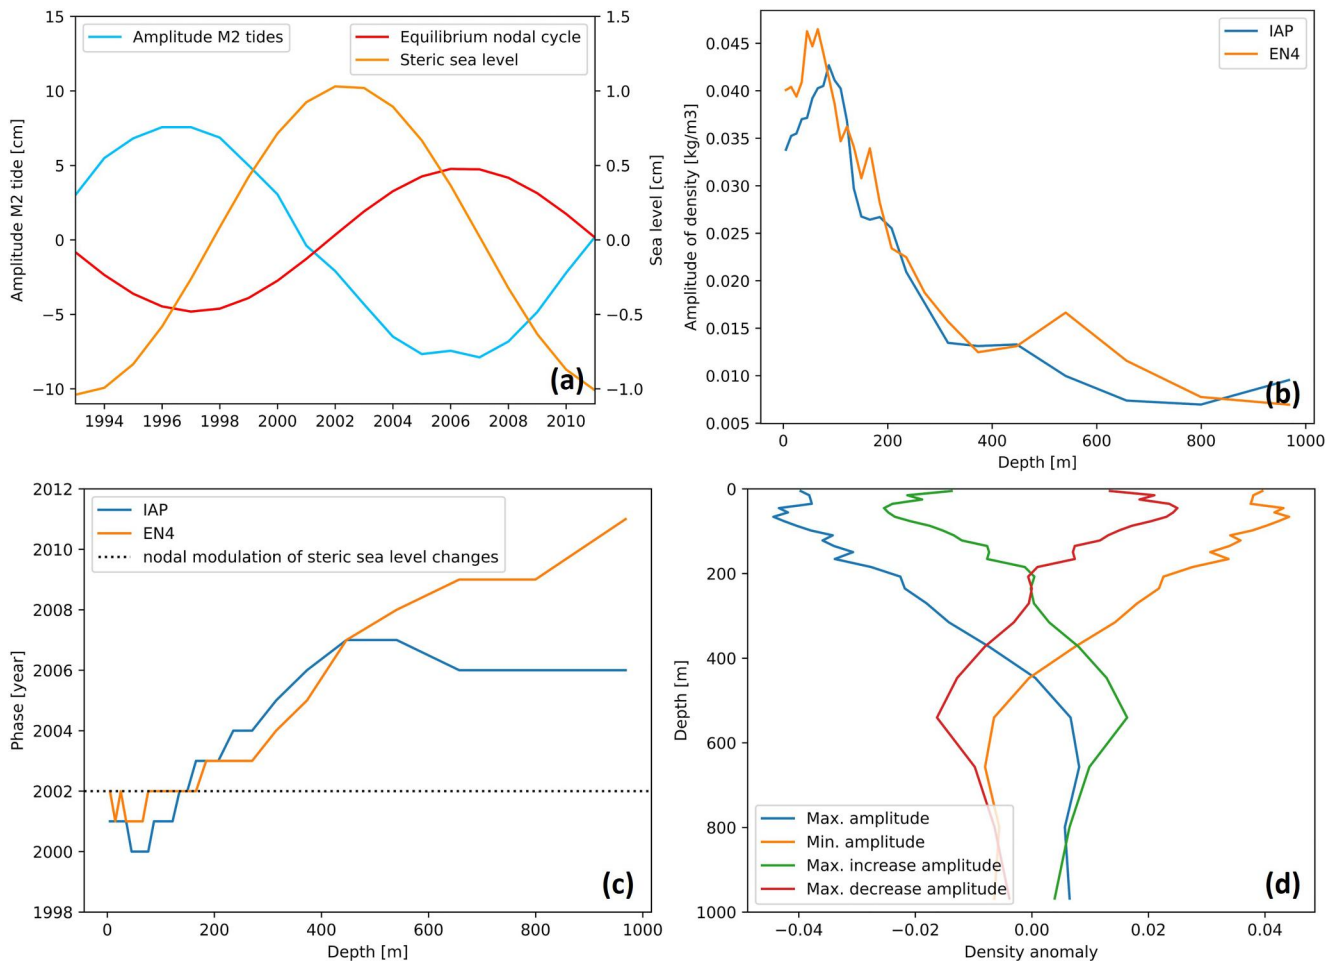 Amplitude M2 tides
Equilibrium nodal cycle
Steric sea level
15
10
5
0
−5
−10
Amplitude M2 tide [cm]
1.5
1.0
0.5
0.0
−0.5
−1.0
Sea level [cm]
1994 1996 1998 2000 2002 2004 2006 2008 2010
(a)
IAP
EN4
0.045
0.040
0.035
0.030
0.025
0.020
0.015
0.010
0.005
Amplitude of density [kg/m3]
0 200 400 600 800 1000
Depth [m]
(b)
IAP
EN4
nodal modulation of steric sea level changes
2012
2010
2008
2006
2004
2002
2000
1998
Phase [year]
0 200 400 600 800 1000
Depth [m]
(c)
0
200
400
600
800
1000
Depth [m]
Max. amplitude
Min. amplitude
Max. increase amplitude
Max. decrease amplitude
(d)
−0.04 −0.02 0.00 0.02 0.04
Density anomaly